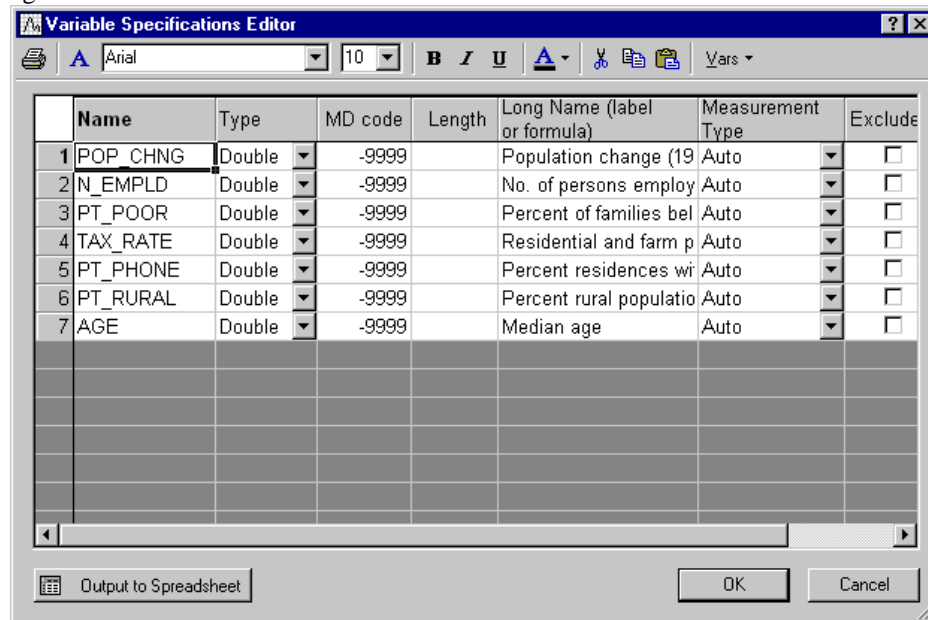 Variable Specifications Editor ? ×
A Arial 10 B I U A Vars
Name Type MD code Length Long Name (label or formula) Measurement Type Exclude
1 POP_CHNG Double -9999 Population change (19 Auto
2 N_EMPLD Double -9999 No. of persons employ Auto
3 PT_POOR Double -9999 Percent of families bel Auto
4 TAX_RATE Double -9999 Residential and farm p Auto
5 PT_PHONE Double -9999 Percent residences wi Auto
6 PT_RURAL Double -9999 Percent rural populatio Auto
7 AGE Double -9999 Median age Auto
Output to Spreadsheet OK Cancel